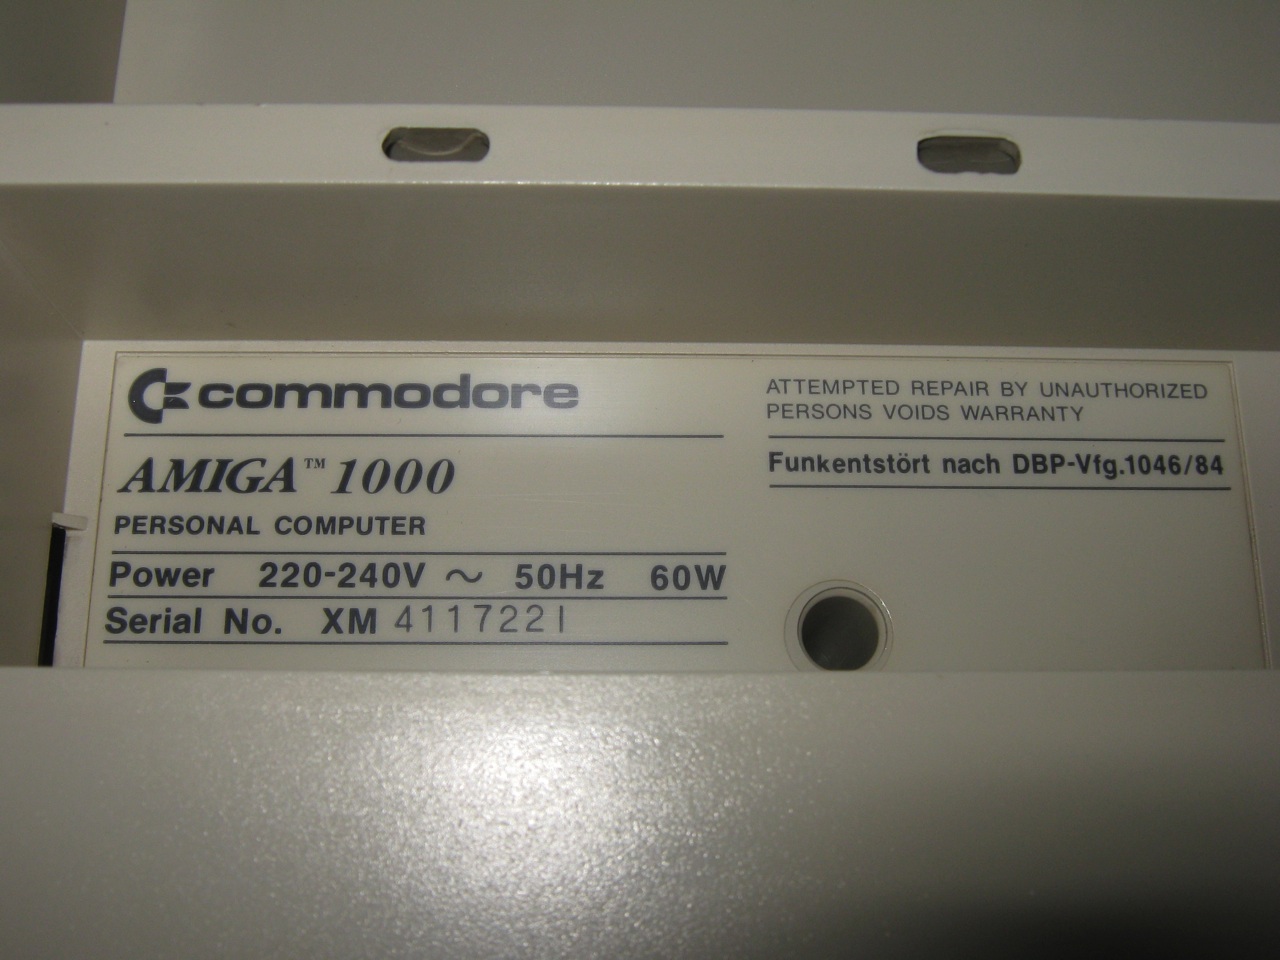 commodore
AMIGA™ 1000
PERSONAL COMPUTER
Power 220-240V ~ 50Hz 60W
Serial No. XM 4117221
ATTEMPTED REPAIR BY UNAUTHORIZED
PERSONS VOIDS WARRANTY
Funkentstört nach DBP-Vfg.1046/84